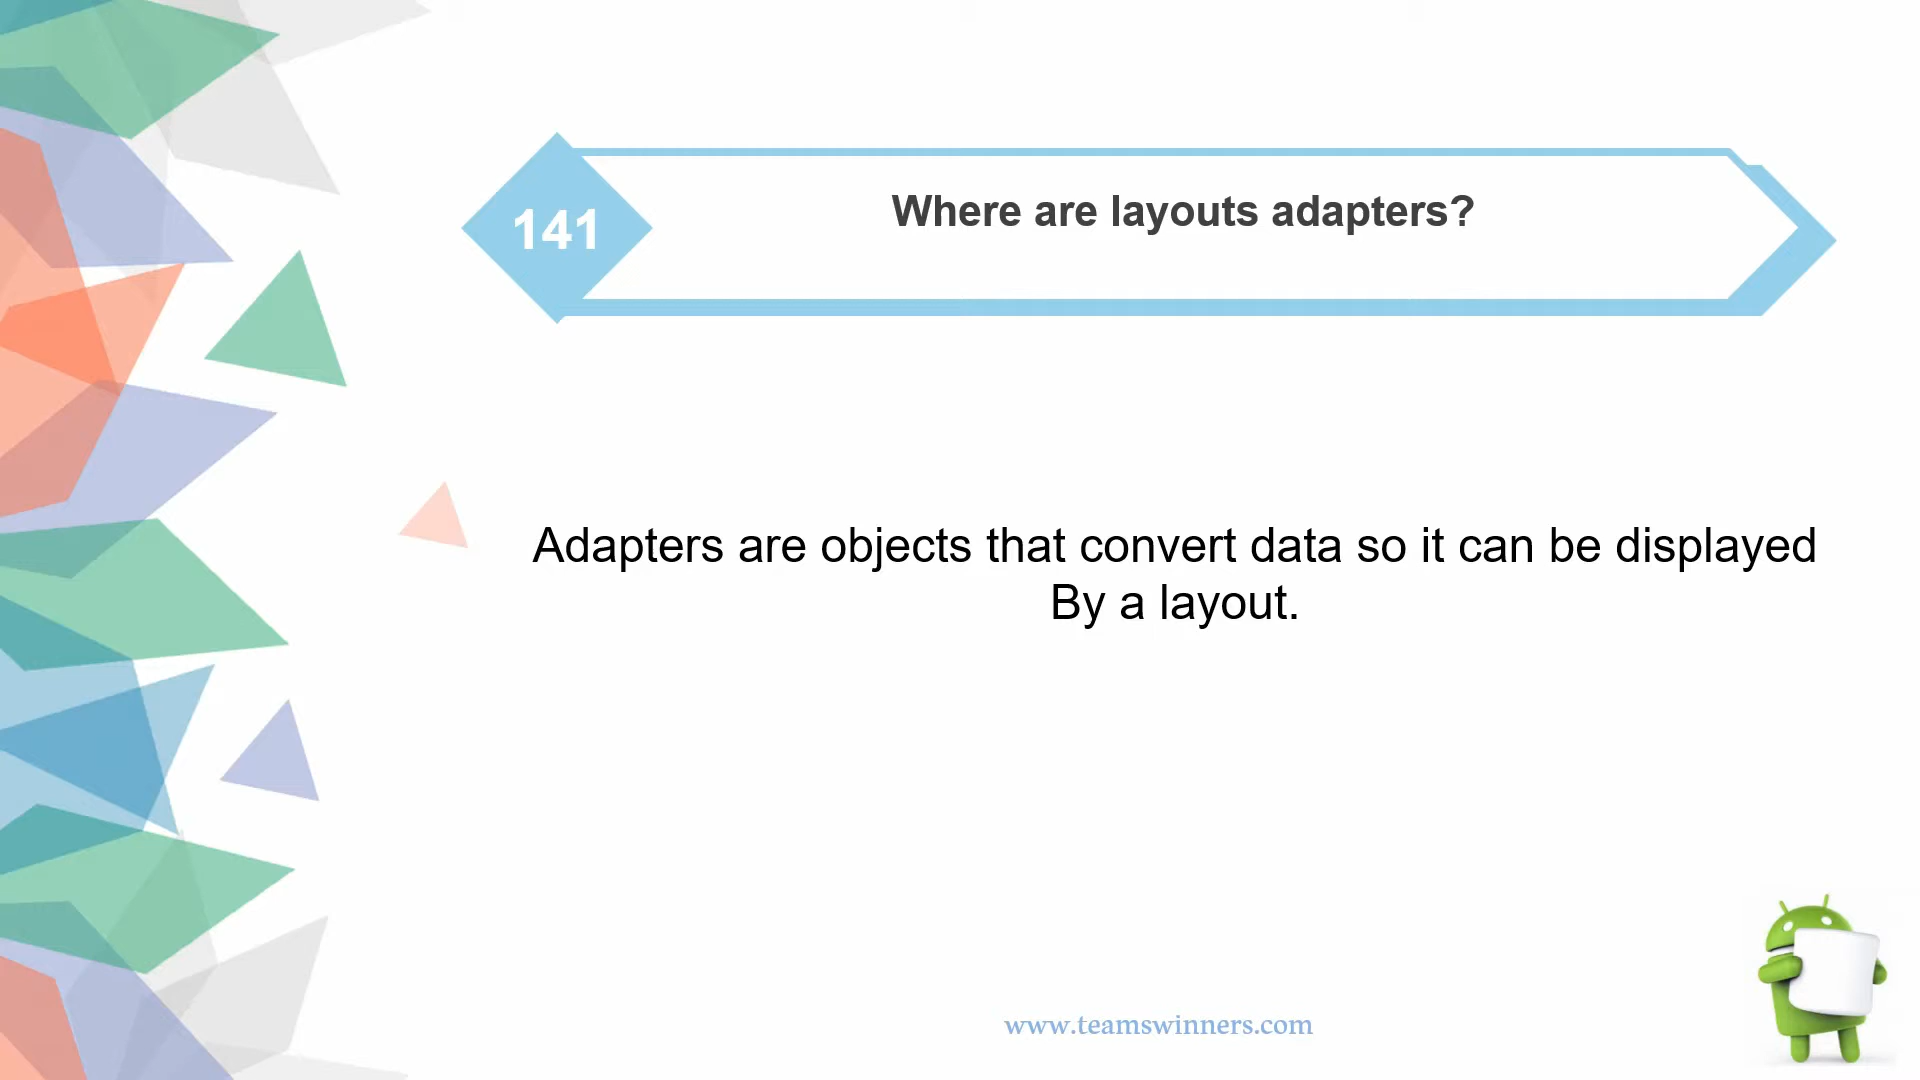 141
Where are layouts adapters?
Adapters are objects that convert data so it can be displayed
By a layout.
www.teamswinners.com